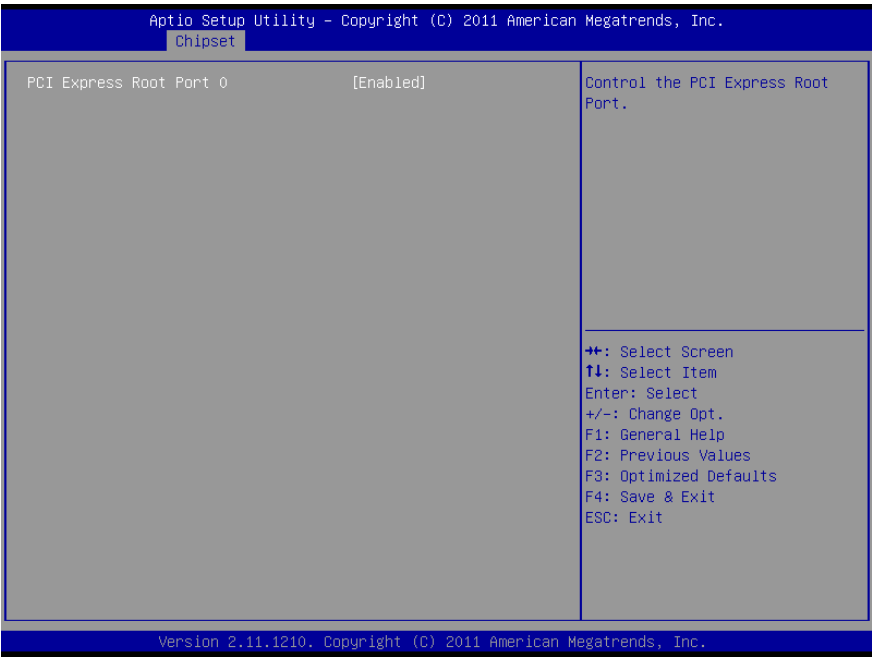 Aptio Setup Utility – Copyright (C) 2011 American Megatrends, Inc.
Chipset
PCI Express Root Port 0 [Enabled]
Control the PCI Express Root
Port.
→←: Select Screen
↑↓: Select Item
Enter: Select
+/-: Change Opt.
F1: General Help
F2: Previous Values
F3: Optimized Defaults
F4: Save & Exit
ESC: Exit
Version 2.11.1210. Copyright (C) 2011 American Megatrends, Inc.